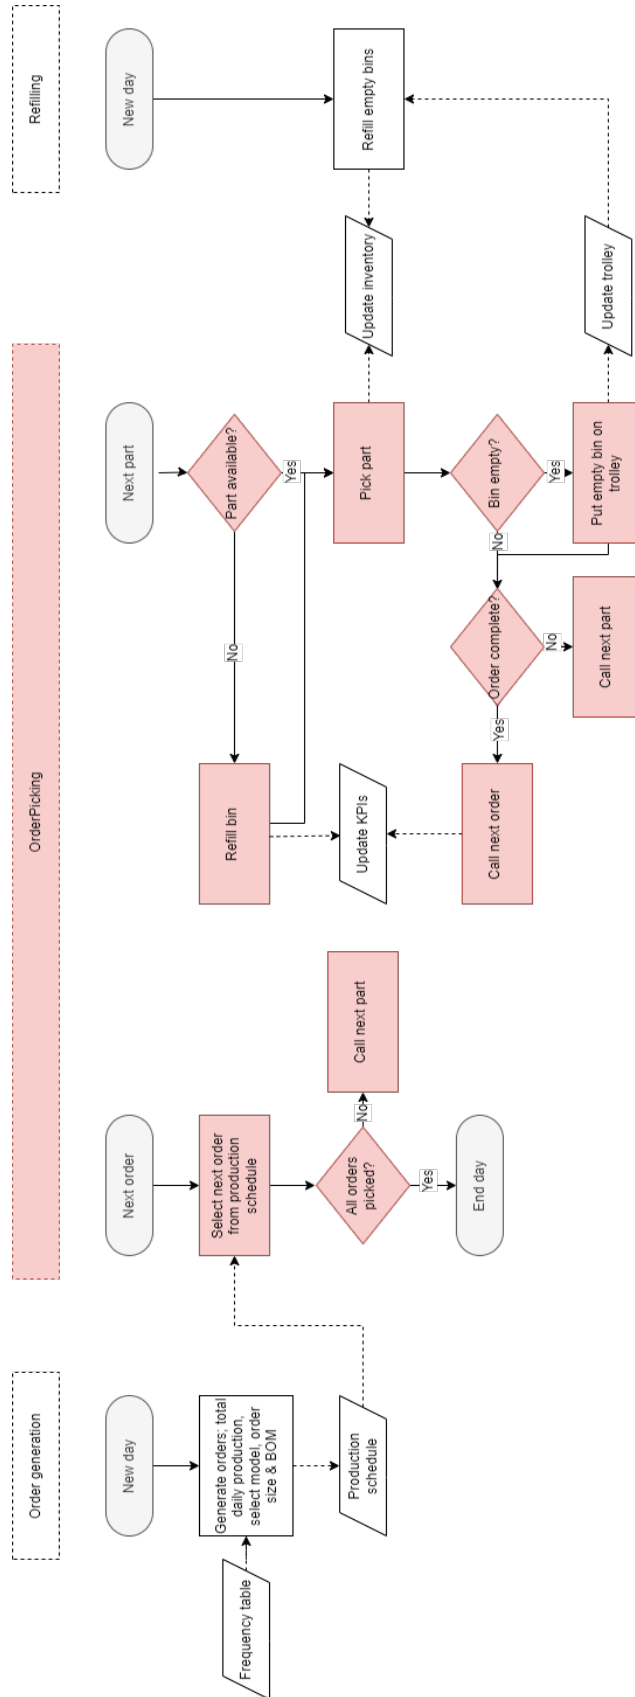 Order generation
OrderPicking
Refilling
New day
Frequency table
Generate orders; total
daily production,
select model, order
size & BOM
Production
schedule
Next order
Select next order
from production
schedule
All orders
picked?
No
Call next part
Yes
End day
Next part
Part available?
No
Yes
Refill bin
Pick part
Update KPIs
Update inventory
Bin empty?
No
Yes
Put empty bin on
trolley
Order complete?
Yes
No
Call next order
Call next part
Update trolley
New day
Refill empty bins